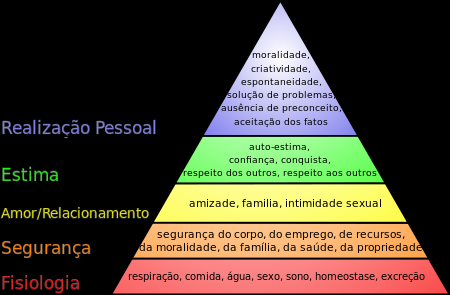 moralidade,
criatividade,
espontaneidade,
solução de problemas,
ausência de preconceito,
aceitação dos fatos
Realização Pessoal
auto-estima,
confiança, conquista,
respeito dos outros, respeito aos outros
Estima
amizade, família, intimidade sexual
Amor/Relacionamento
segurança do corpo, do emprego, de recursos,
da moralidade, da família, da saúde, da propriedade
Segurança
respiração, comida, água, sexo, sono, homeostase, excreção
Fisiologia